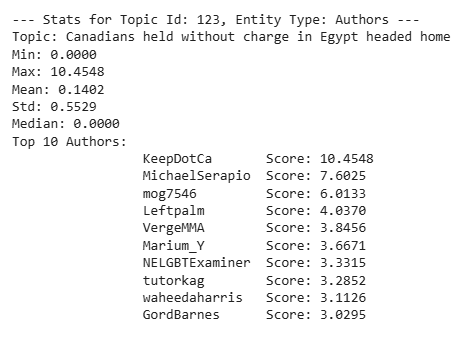 --- Stats for Topic Id: 123, Entity Type: Authors ---
Topic: Canadians held without charge in Egypt headed home
Min: 0.0000
Max: 10.4548
Mean: 0.1402
Std: 0.5529
Median: 0.0000
Top 10 Authors:
KeepDotCa Score: 10.4548
MichaelSerapio Score: 7.6025
mog7546 Score: 6.0133
Leftpalm Score: 4.0370
VergeMMA Score: 3.8456
Marium_Y Score: 3.6671
NELGBTExaminer Score: 3.3315
tutorkag Score: 3.2852
waheedaharris Score: 3.1126
GordBarnes Score: 3.0295